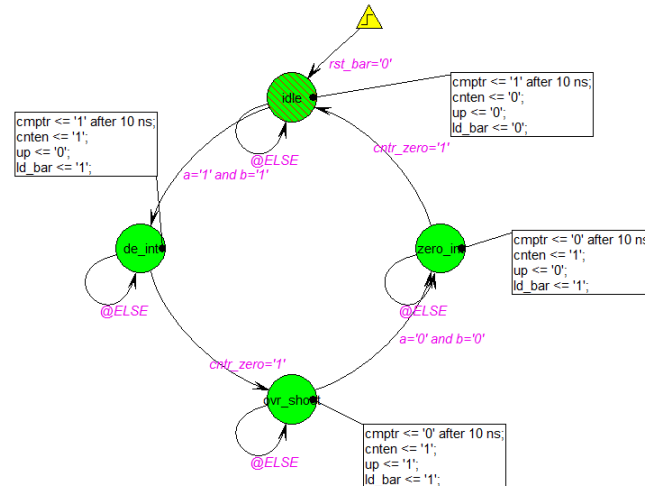 rst_bar='0'
idle
cmptr <= '1' after 10 ns;
cnten <= '0';
up <= '0';
ld_bar <= '0';
cmptr <= '1' after 10 ns;
cnten <= '1';
up <= '0';
ld_bar <= '1';
@ELSE
a='1' and b='1'
cntr_zero='1'
de_int
zero_in
cmptr <= '0' after 10 ns
cnten <= '1';
up <= '0';
ld_bar <= '1';
@ELSE
@ELSE
a='0' and b='0'
cntr_zero='1'
ovr_shoot
cmptr <= '0' after 10 ns;
cnten <= '1';
up <= '1';
ld_bar <= '1';
@ELSE